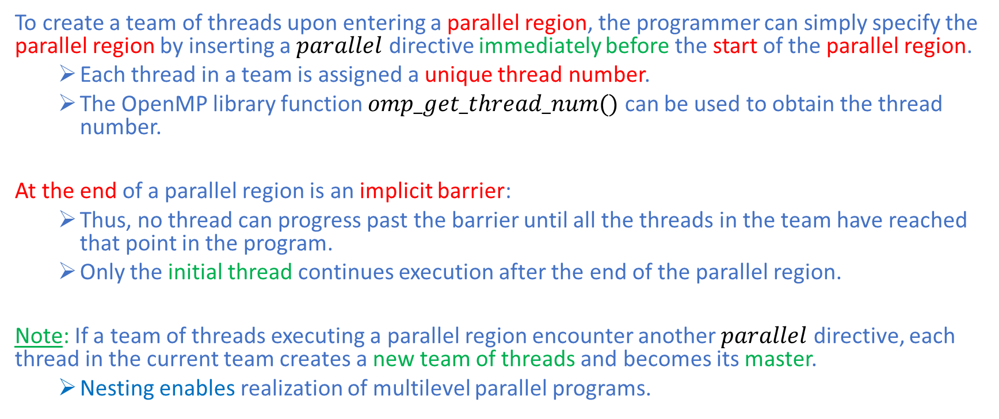 To create a team of threads upon entering a parallel region, the programmer can simply specify the
parallel region by inserting a parallel directive immediately before the start of the parallel region.
➢ Each thread in a team is assigned a unique thread number.
➢ The OpenMP library function omp_get_thread_num() can be used to obtain the thread
number.
At the end of a parallel region is an implicit barrier:
➢ Thus, no thread can progress past the barrier until all the threads in the team have reached
that point in the program.
➢ Only the initial thread continues execution after the end of the parallel region.
Note: If a team of threads executing a parallel region encounter another parallel directive, each
thread in the current team creates a new team of threads and becomes its master.
➢ Nesting enables realization of multilevel parallel programs.